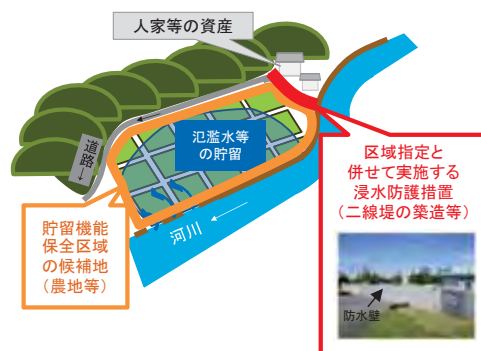 人家等の資産
道路
氾濫水等
の貯留
河川
貯留機能
保全区域
の候補地
(農地等)
区域指定と
併せて実施する
浸水防護措置
(二線堤の築造等)
防水壁